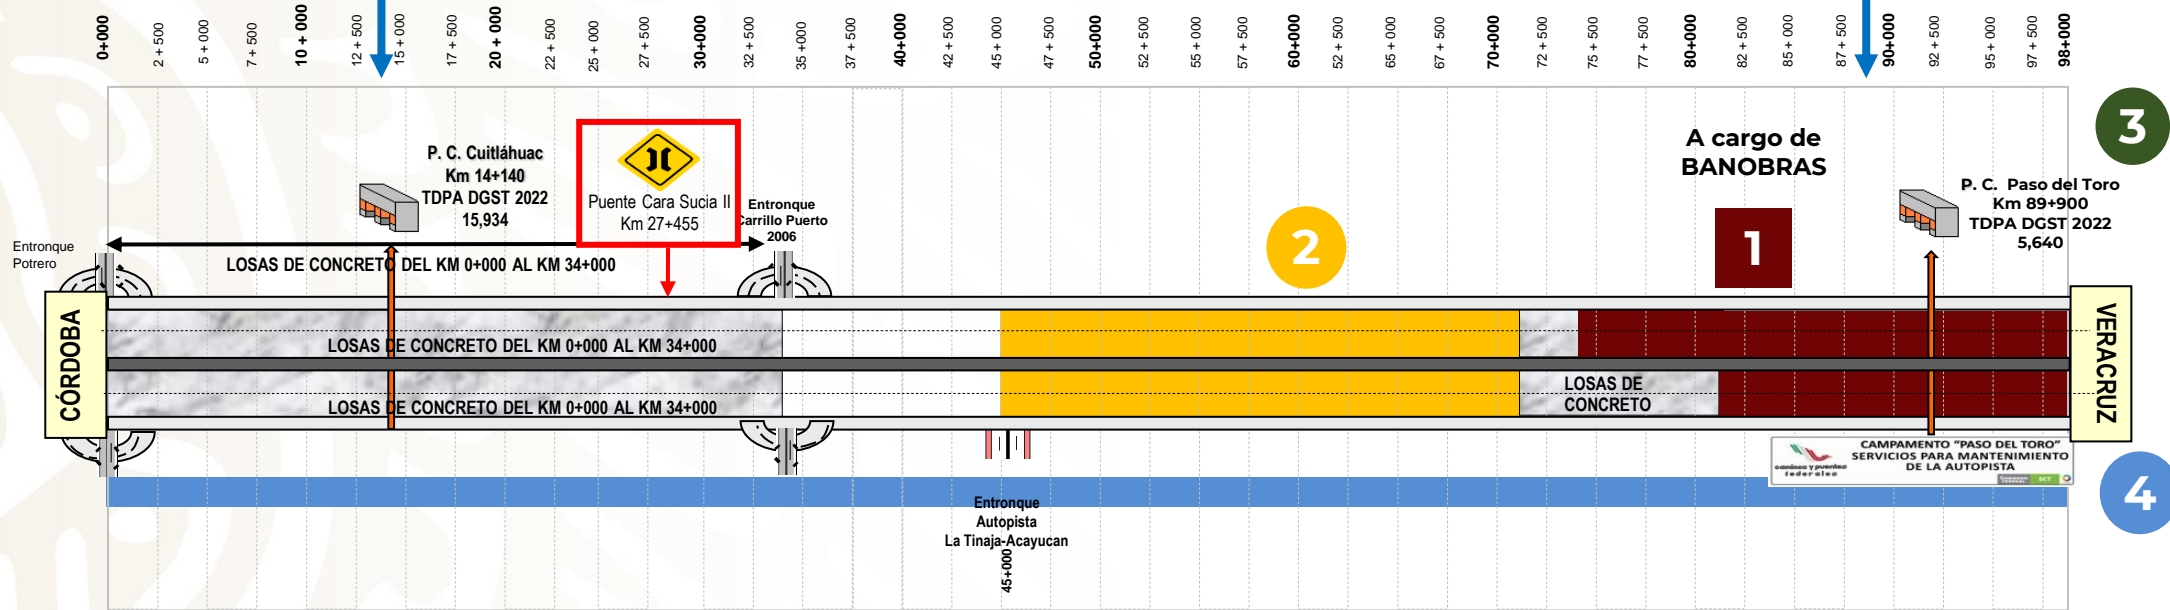 0+000
2 + 500
5 + 000
7 + 500
10 + 000
12 + 500
15 + 000
17 + 500
20 + 000
22 + 500
25 + 000
27 + 500
30+000
32 + 500
35 +000
37 + 500
40+000
42 + 500
45 + 000
47 + 500
50+000
52 + 500
55 + 000
57 + 500
60+000
52 + 500
65 + 000
67 + 500
70+000
72 + 500
75 + 000
77 + 500
80+000
82 + 500
85 + 000
87 + 500
90+000
92 + 500
95 + 000
97 + 500
98+000
3
A cargo de
BANOBRAS
P. C. Cuitláhuac
Km 14+140
TDPA DGST 2022
15,934
Puente Cara Sucia II
Km 27+455
Entronque
Carrillo Puerto
2006
P. C. Paso del Toro
Km 89+900
TDPA DGST 2022
5,640
2
1
Entronque
Potrero
LOSAS DE CONCRETO DEL KM 0+000 AL KM 34+000
CÓRDOBA
LOSAS DE CONCRETO DEL KM 0+000 AL KM 34+000
LOSAS DE CONCRETO DEL KM 0+000 AL KM 34+000
LOSAS DE
CONCRETO
VERACRUZ
CAMPAMENTO "PASO DEL TORO"
SERVICIOS PARA MANTENIMIENTO
DE LA AUTOPISTA
caminos y puentes
federales
SCT
4
Entronque
Autopista
La Tinaja-Acayucan
45+000